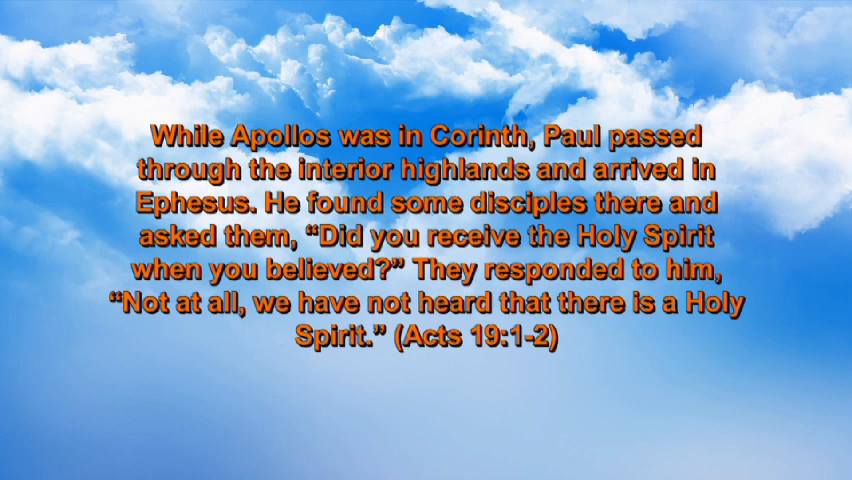 While Apollos was in Corinth, Paul passed
through the interior highlands and arrived in
Ephesus. He found some disciples there and
asked them, “Did you receive the Holy Spirit
when you believed?” They responded to him,
“Not at all, we have not heard that there is a Holy
Spirit.” (Acts 19:1-2)